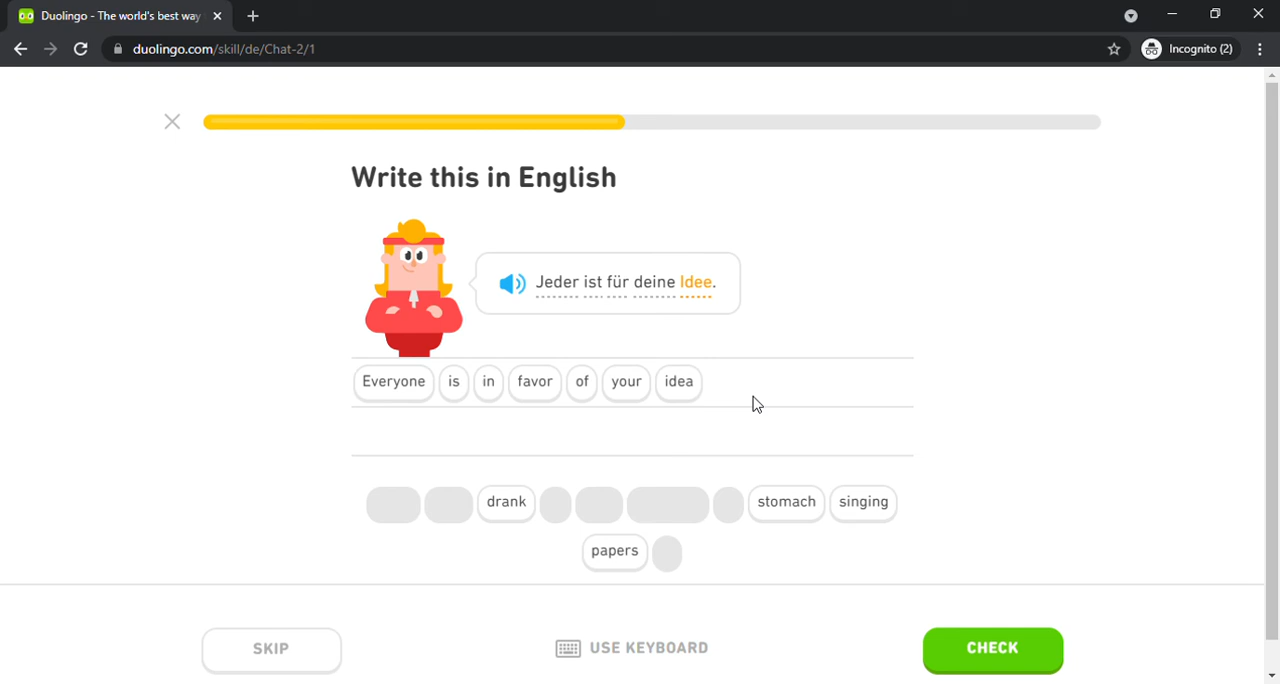 Duolingo - The world's best way
duolingo.com/skill/de/Chat-2/1
Incognito (2)
Write this in English
Jeder ist für deine Idee.
Everyone is in favor of your idea
drank stomach singing
papers
SKIP
USE KEYBOARD
CHECK